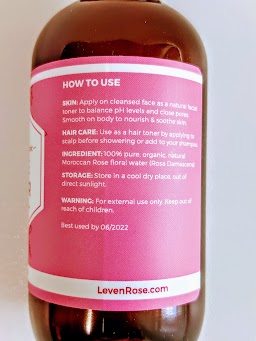 HOW TO USE
SKIN: Apply on cleansed face as a natural facial
toner to balance pH levels and close pores.
Smooth on body to nourish & soothe skin.
HAIR CARE: Use as a hair toner by applying to
scalp before showering or add to your shampoo.
INGREDIENT: 100% pure, organic, natural
Moroccan Rose floral water (Rosa Damascena)
STORAGE: Store in a cool dry place, out of
direct sunlight.
WARNING: For external use only. Keep out of
reach of children.
Best used by 06/2022
LevenRose.com